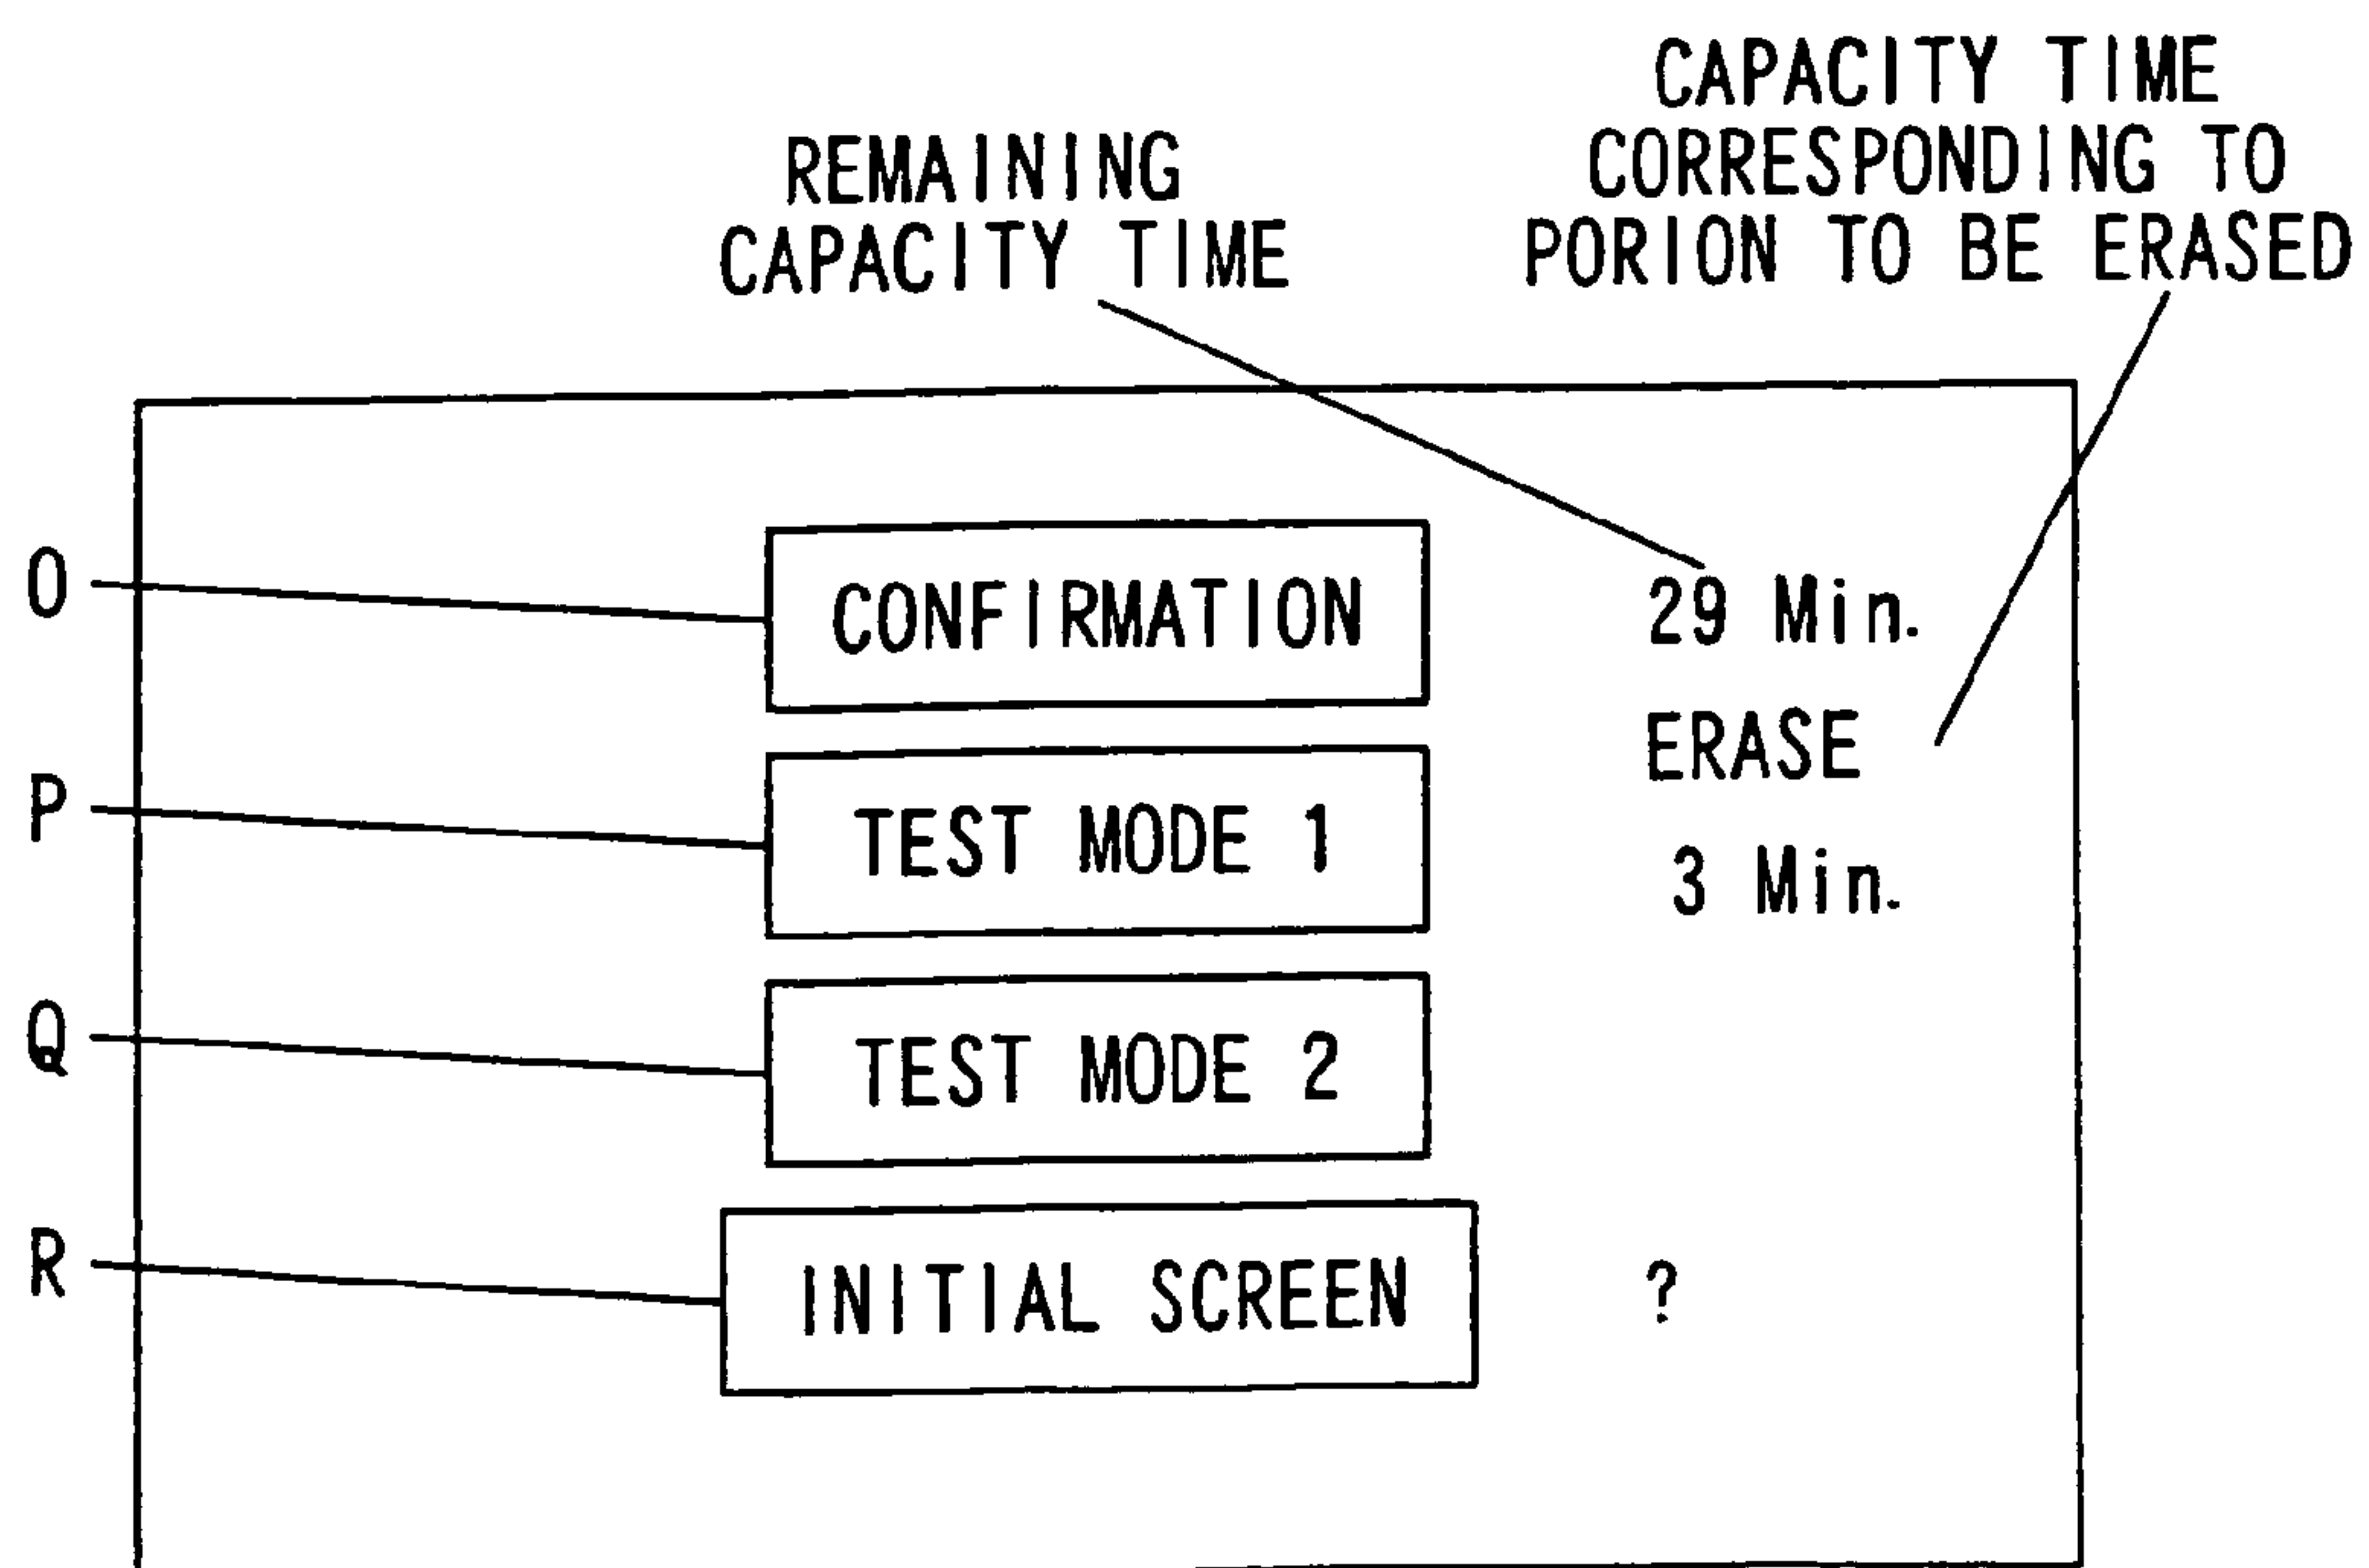 CAPACITY TIME
CORRESPONDING TO
PORION TO BE ERASED
REMAINING
CAPACITY TIME
O
CONFIRMATION
29 Min.
ERASE
P
TEST MODE 1
3 Min.
Q
TEST MODE 2
R
INITIAL SCREEN
?